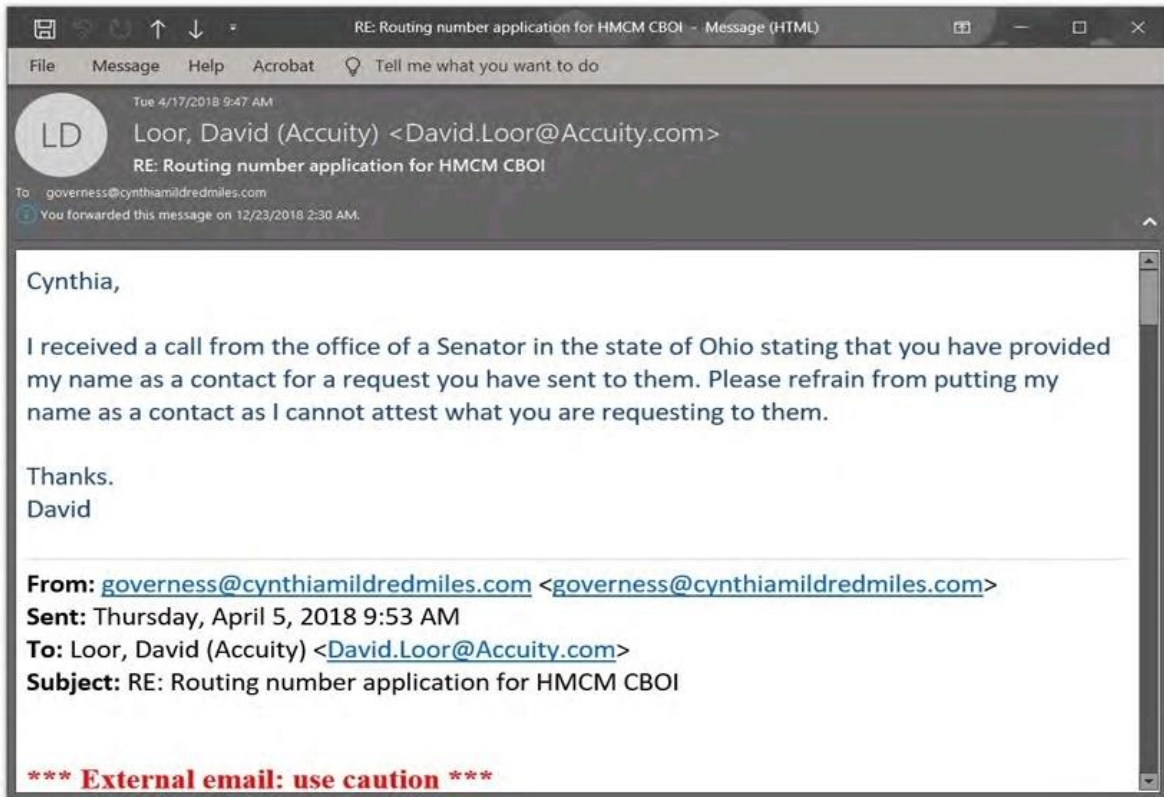 RE: Routing number application for HMCM CBOI - Message (HTML)
File Message Help Acrobat Tell me what you want to do
Tue 4/17/2018 9:47 AM
LD
Loor, David (Accuity) <David.Loor@Accuity.com>
RE: Routing number application for HMCM CBOI
To governess@cynthiamildredmiles.com
i You forwarded this message on 12/23/2018 2:30 AM.
Cynthia,
I received a call from the office of a Senator in the state of Ohio stating that you have provided
my name as a contact for a request you have sent to them. Please refrain from putting my
name as a contact as I cannot attest what you are requesting to them.
Thanks.
David
From: governess@cynthiamildredmiles.com <governess@cynthiamildredmiles.com>
Sent: Thursday, April 5, 2018 9:53 AM
To: Loor, David (Accuity) <David.Loor@Accuity.com>
Subject: RE: Routing number application for HMCM CBOI
*** External email: use caution ***